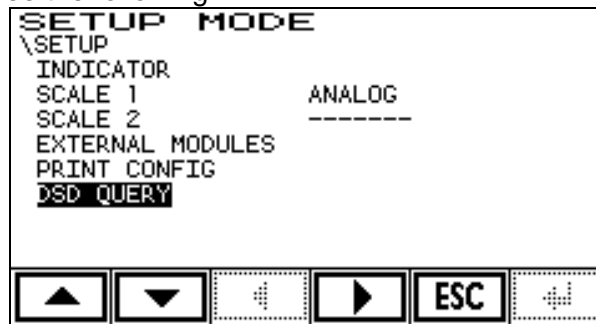 SETUP MODE
\SETUP
INDICATOR
SCALE 1 ANALOG
SCALE 2 -------
EXTERNAL MODULES
PRINT CONFIG
DSD QUERY
ESC